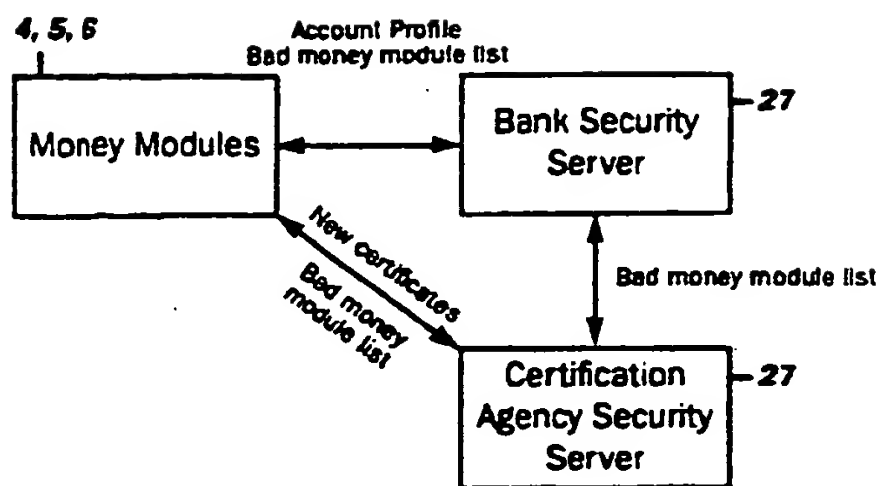 4, 5, 6
Account Profile
Bad money module list
Money Modules
Bank Security
Server
27
New certificates
Bad money
module list
Bad money module list
Certification
Agency Security
Server
27